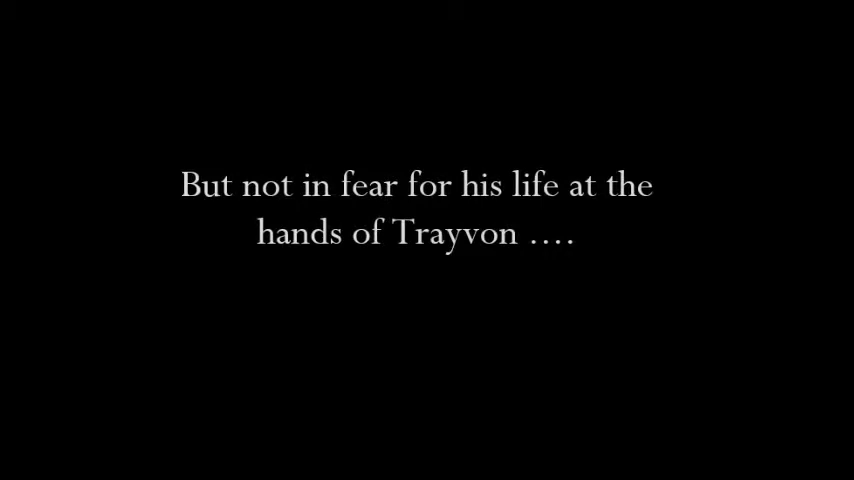 But not in fear for his life at the
hands of Trayvon ….